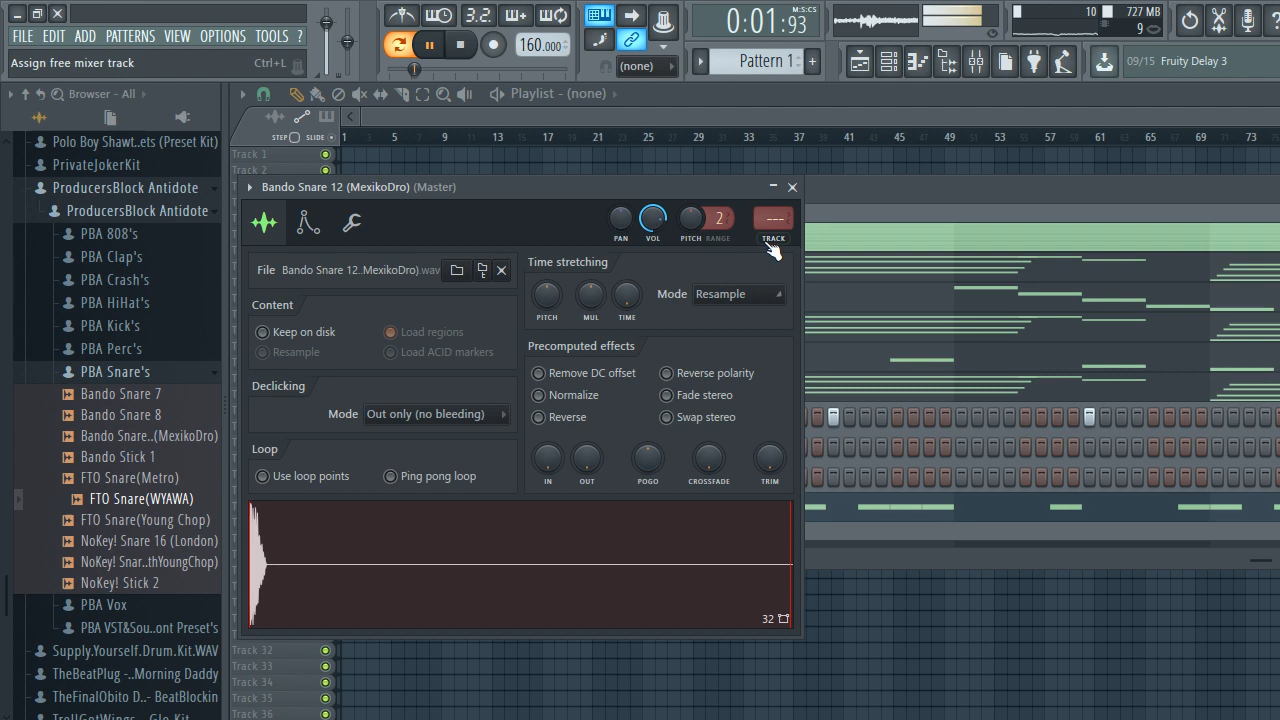 FILE EDIT ADD PATTERNS VIEW OPTIONS TOOLS ?
Assign free mixer track
Ctrl+L
3.2.
160.000
0:01:93
M:S:CS
(none)
Pattern 1
+
10
727 MB
9
09/15 Fruity Delay 3
Browser - All
Playlist - (none)
STEP
SLIDE
1 5 9 13 17 21 25 29 33 37 41 45 49 53 57 61 65 69 73
Track 1
Track 2
Polo Boy Shawt..ets (Preset Kit)
PrivateJokerKit
ProducersBlock Antidote
ProducersBlock Antidote
PBA 808's
PBA Clap's
PBA Crash's
PBA HiHat's
PBA Kick's
PBA Perc's
PBA Snare's
Bando Snare 7
Bando Snare 8
Bando Snare..(MexikoDro)
Bando Stick 1
FTO Snare(Metro)
FTO Snare(WYAWA)
FTO Snare(Young Chop)
NoKey! Snare 16 (London)
NoKey! Snar..thYoungChop)
NoKey! Stick 2
PBA Vox
PBA VST&Sou..ont Preset's
Supply.Yourself.Drum.Kit.WAV
TheBeatPlug -..Morning Daddy
TheFinalObito D..- BeatBlockin
Bando Snare 12 (MexikoDro) (Master)
2
---
PAN
VOL
PITCH
RANGE
TRACK
File
Bando Snare 12..MexikoDro).wav
Content
Keep on disk
Load regions
Resample
Load ACID markers
Declicking
Mode
Out only (no bleeding)
Loop
Use loop points
Ping pong loop
Time stretching
PITCH
MUL
TIME
Mode
Resample
Precomputed effects
Remove DC offset
Reverse polarity
Normalize
Fade stereo
Reverse
Swap stereo
IN
OUT
POGO
CROSSFADE
TRIM
32
Track 32
Track 33
Track 34
Track 35
Track 36